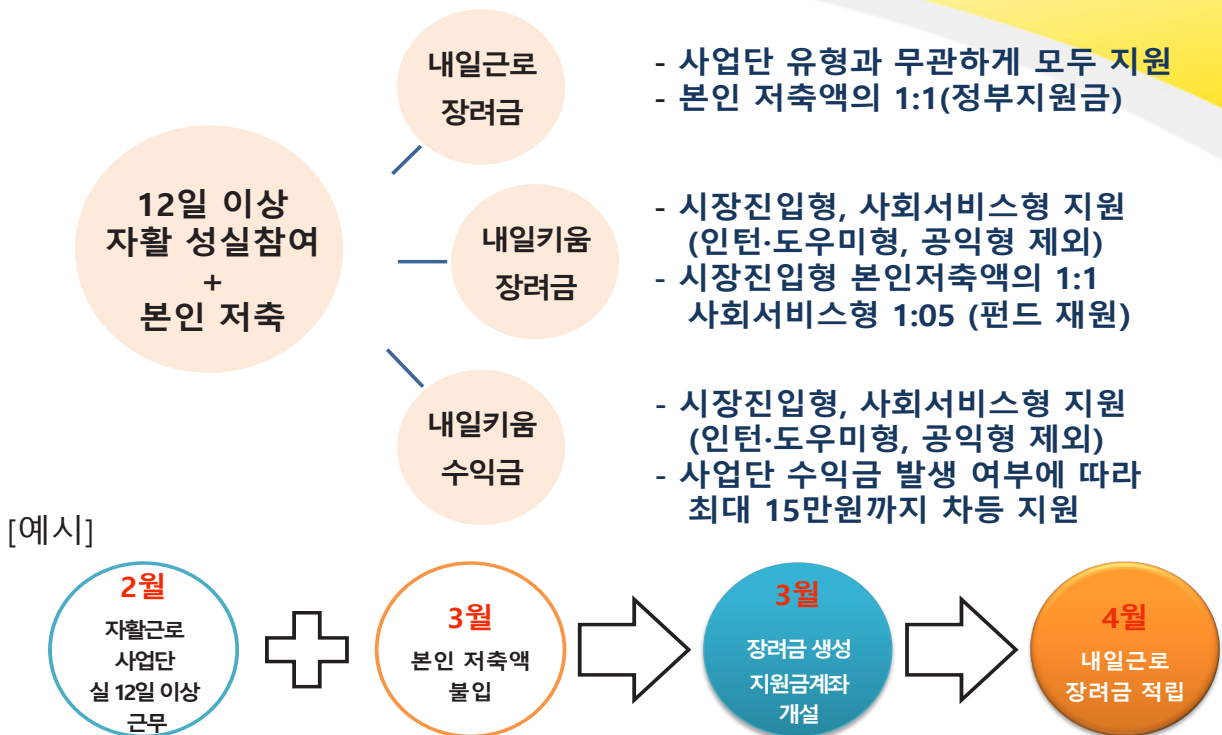 내일근로
장려금
- 사업단 유형과 무관하게 모두 지원
- 본인 저축액의 1:1(정부지원금)
12일 이상
자활 성실참여
+
본인 저축
내일키움
장려금
- 시장진입형, 사회서비스형 지원
(인턴·도우미형, 공익형 제외)
- 시장진입형 본인저축액의 1:1
사회서비스형 1:05 (펀드 재원)
내일키움
수익금
- 시장진입형, 사회서비스형 지원
(인턴·도우미형, 공익형 제외)
- 사업단 수익금 발생 여부에 따라
최대 15만원까지 차등 지원
[예시]
2월
자활근로
사업단
실 12일 이상
근무
3월
본인 저축액
불입
3월
장려금 생성
지원금계좌
개설
4월
내일근로
장려금 적립